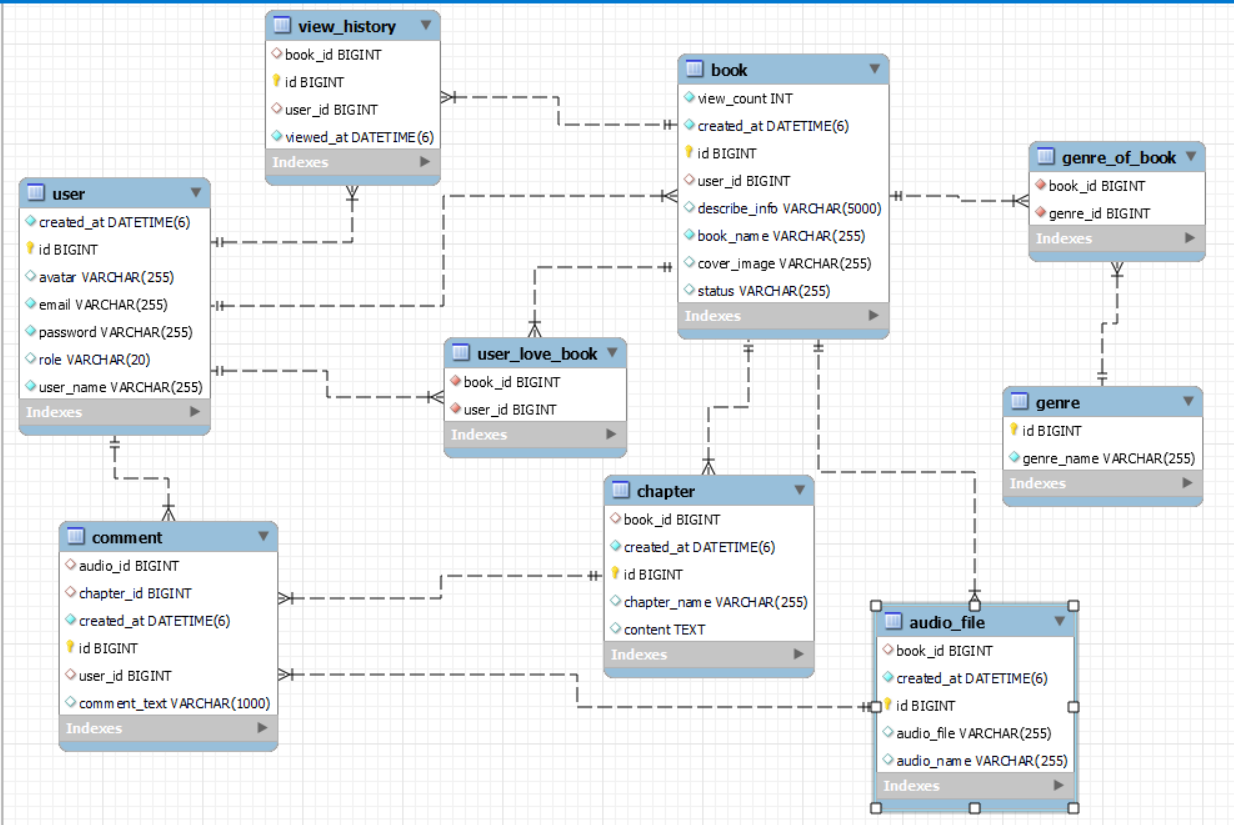 view_history
book_id BIGINT
id BIGINT
user_id BIGINT
viewed_at DATETIME(6)
Indexes
book
view_count INT
created_at DATETIME(6)
id BIGINT
user_id BIGINT
describe_info VARCHAR(5000)
book_name VARCHAR(255)
cover_image VARCHAR(255)
status VARCHAR(255)
Indexes
genre_of_book
book_id BIGINT
genre_id BIGINT
Indexes
user
created_at DATETIME(6)
id BIGINT
avatar VARCHAR(255)
email VARCHAR(255)
password VARCHAR(255)
role VARCHAR(20)
user_name VARCHAR(255)
Indexes
user_love_book
book_id BIGINT
user_id BIGINT
Indexes
genre
id BIGINT
genre_name VARCHAR(255)
Indexes
chapter
book_id BIGINT
created_at DATETIME(6)
id BIGINT
chapter_name VARCHAR(255)
content TEXT
Indexes
comment
audio_id BIGINT
chapter_id BIGINT
created_at DATETIME(6)
id BIGINT
user_id BIGINT
comment_text VARCHAR(1000)
Indexes
audio_file
book_id BIGINT
created_at DATETIME(6)
id BIGINT
audio_file VARCHAR(255)
audio_name VARCHAR(255)
Indexes